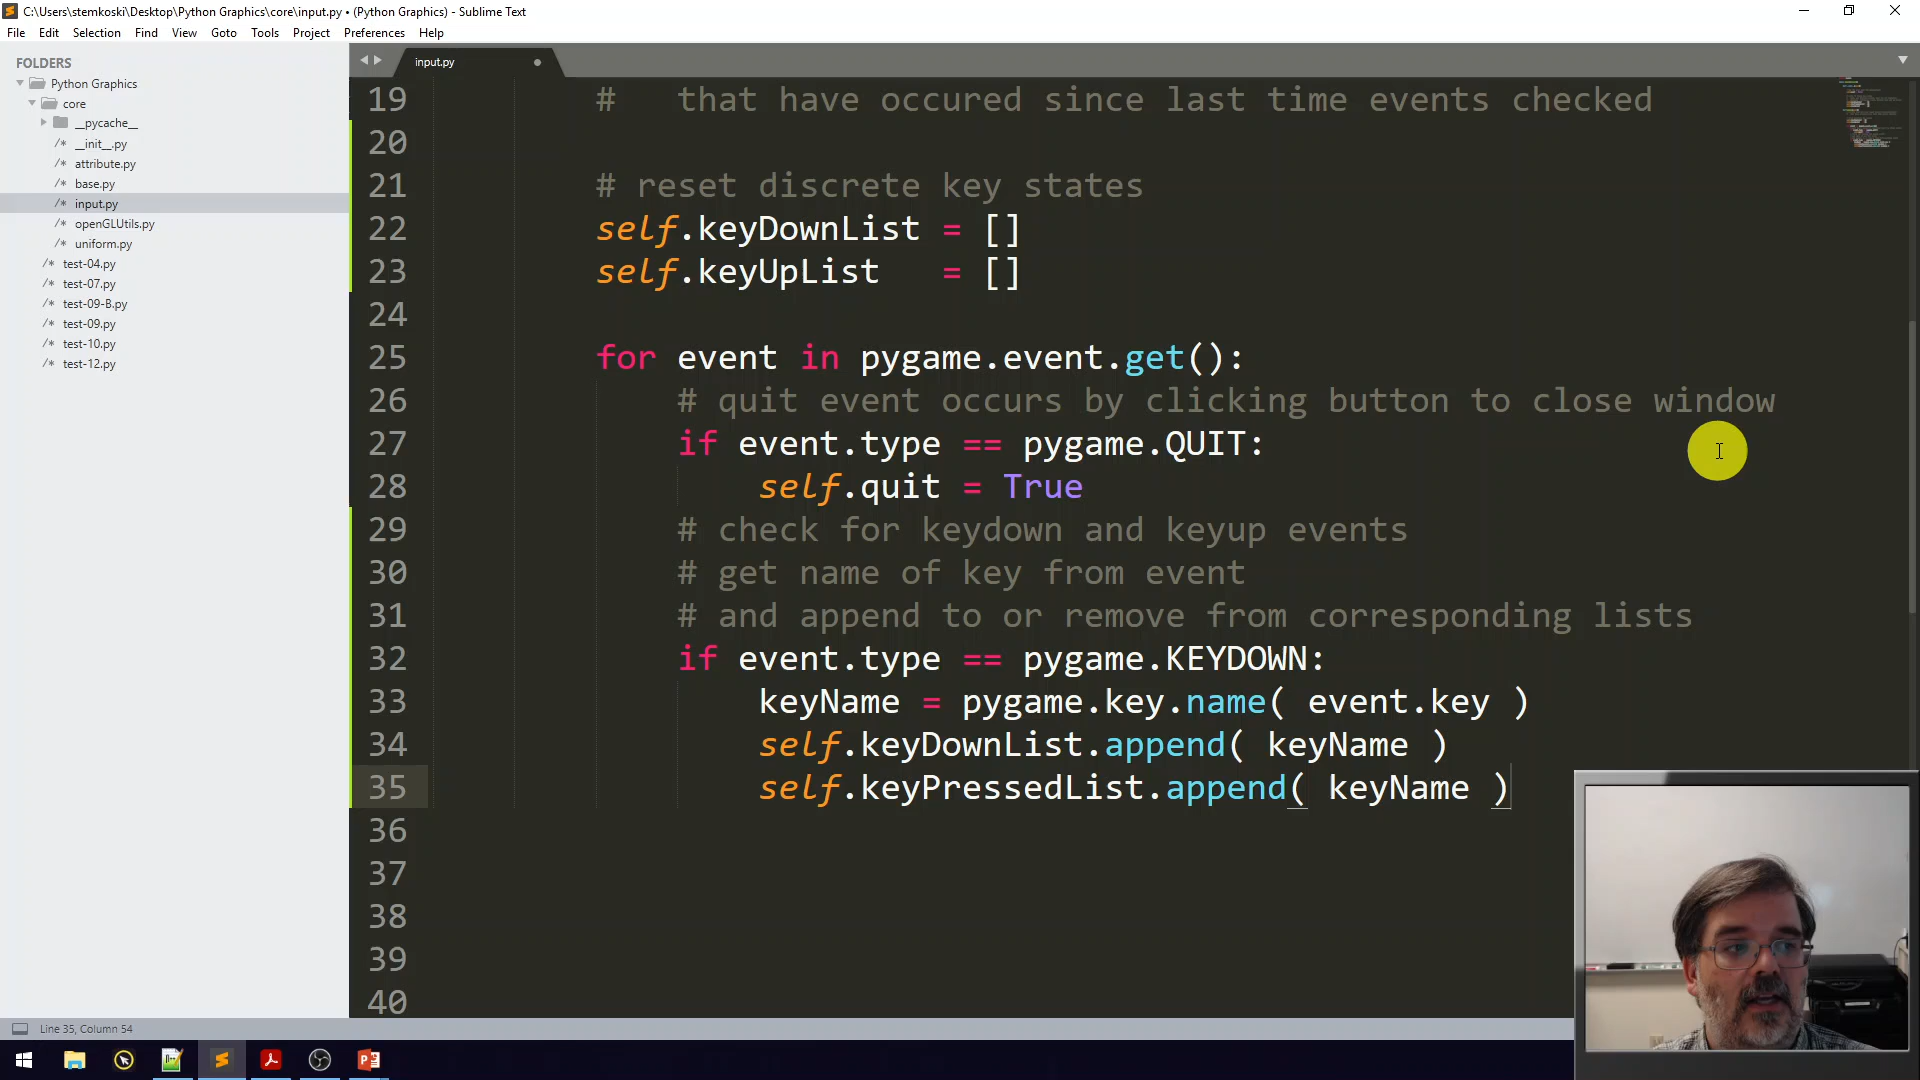 C:\Users\stemkoski\Desktop\Python Graphics\core\input.py • (Python Graphics) - Sublime Text
File Edit Selection Find View Goto Tools Project Preferences Help
FOLDERS
Python Graphics
core
__pycache__
/* __init__.py
/* attribute.py
/* base.py
/* input.py
/* openGLUtils.py
/* uniform.py
/* test-04.py
/* test-07.py
/* test-09-B.py
/* test-09.py
/* test-10.py
/* test-12.py
input.py
19 #   that have occured since last time events checked
20
21 # reset discrete key states
22 self.keyDownList = []
23 self.keyUpList   = []
24
25 for event in pygame.event.get():
26 # quit event occurs by clicking button to close window
27 if event.type == pygame.QUIT:
28 self.quit = True
29 # check for keydown and keyup events
30 # get name of key from event
31 # and append to or remove from corresponding lists
32 if event.type == pygame.KEYDOWN:
33 keyName = pygame.key.name( event.key )
34 self.keyDownList.append( keyName )
35 self.keyPressedList.append( keyName )
36
37
38
39
40
Line 35, Column 54